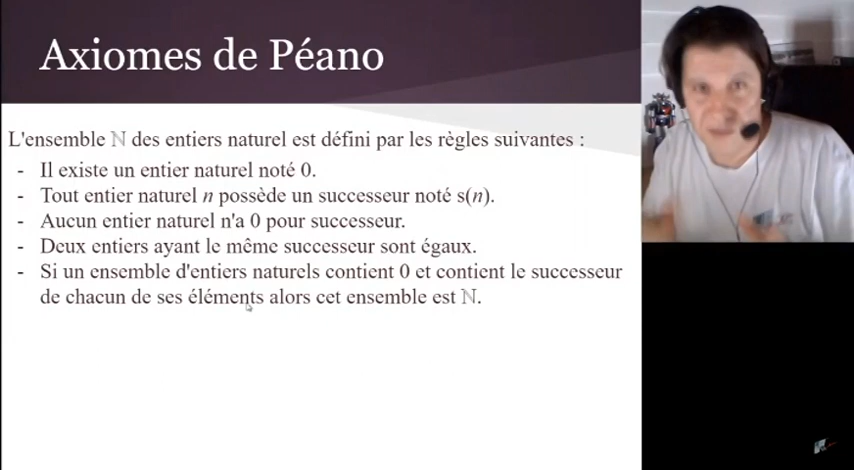 Axiomes de Péano
L'ensemble ℕ des entiers naturel est défini par les règles suivantes :
- Il existe un entier naturel noté 0.
- Tout entier naturel n possède un successeur noté s(n).
- Aucun entier naturel n'a 0 pour successeur.
- Deux entiers ayant le même successeur sont égaux.
- Si un ensemble d'entiers naturels contient 0 et contient le successeur
de chacun de ses éléments alors cet ensemble est ℕ.